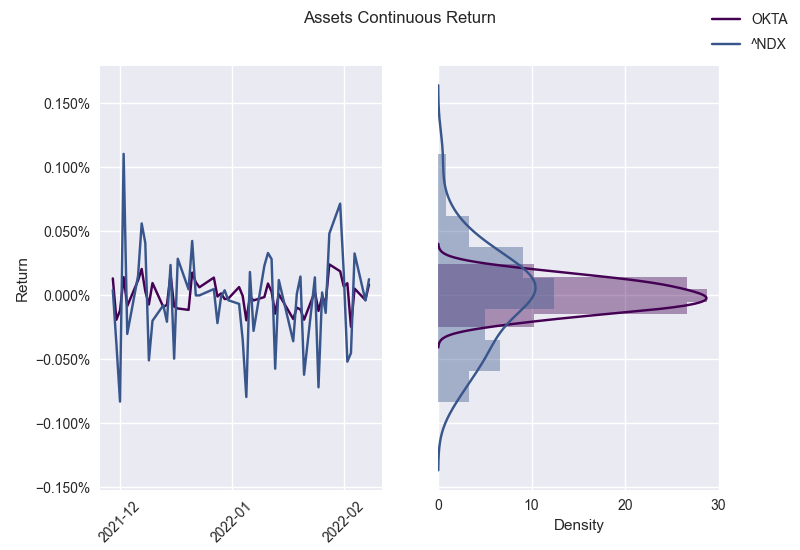 Assets Continuous Return
OKTA
^NDX
Return
0.150%
0.100%
0.050%
0.000%
−0.050%
−0.100%
−0.150%
2021-12
2022-01
2022-02
0
10
20
30
Density